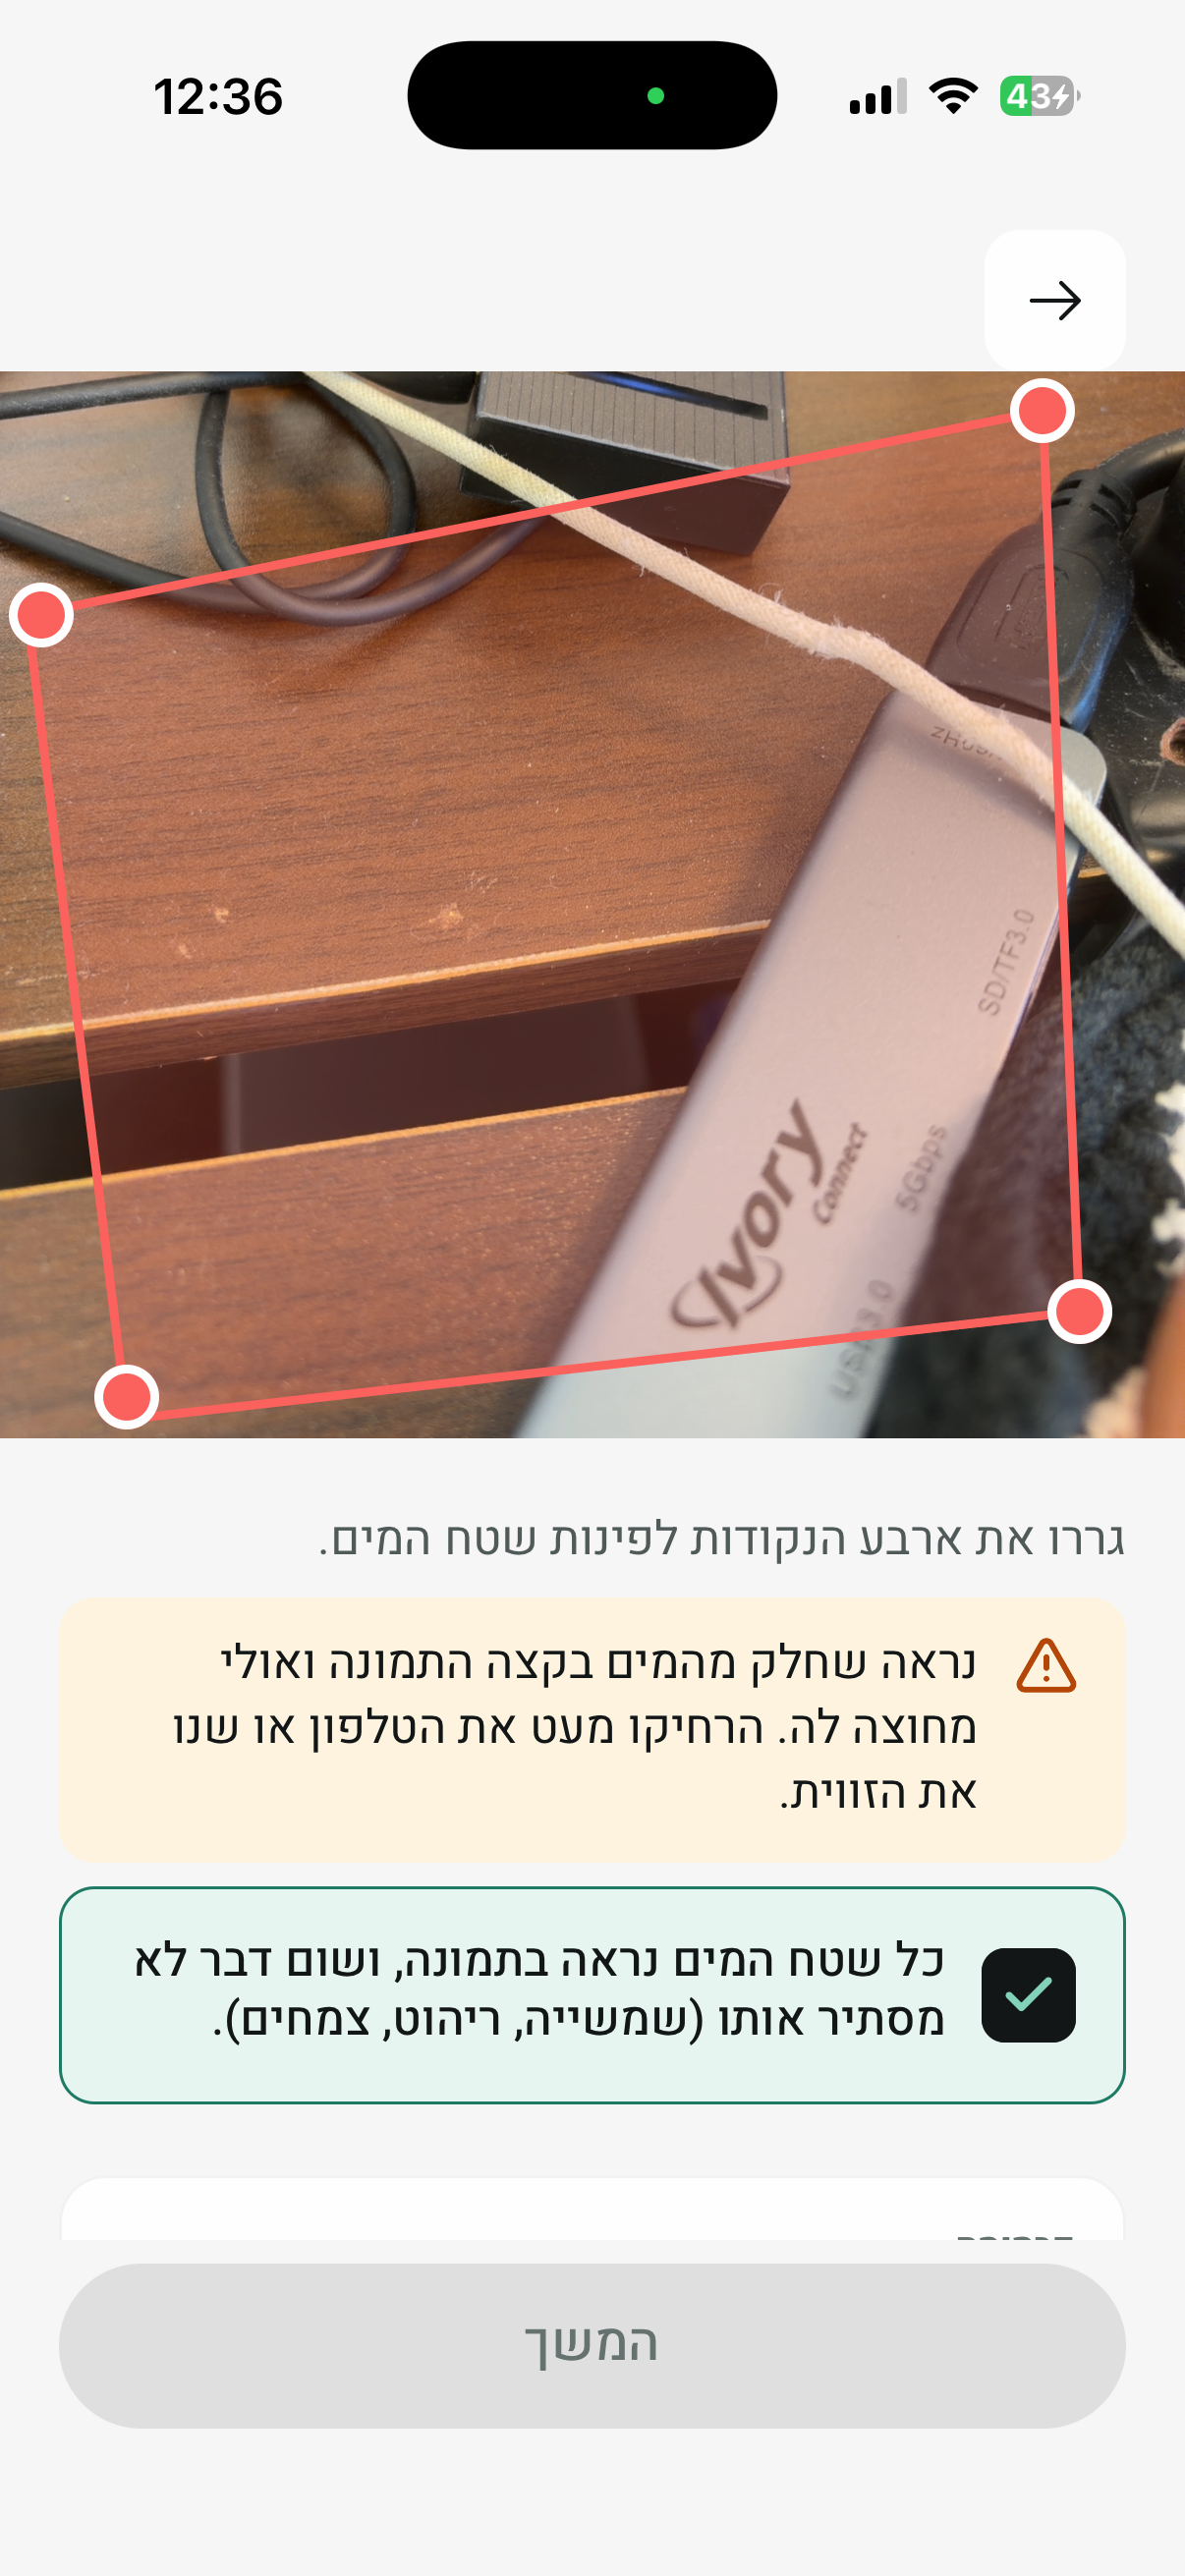 12:36
43
SD/TF3.0
5Gbps
Ivory
Connect
USB3.0
גררו את ארבע הנקודות לפינות שטח המים.
נראה שחלק מהמים בקצה התמונה ואולי
מחוצה לה. הרחיקו מעט את הטלפון או שנו
את הזווית.
כל שטח המים נראה בתמונה, ושום דבר לא
מסתיר אותו (שמשייה, ריהוט, צמחים).
המשך